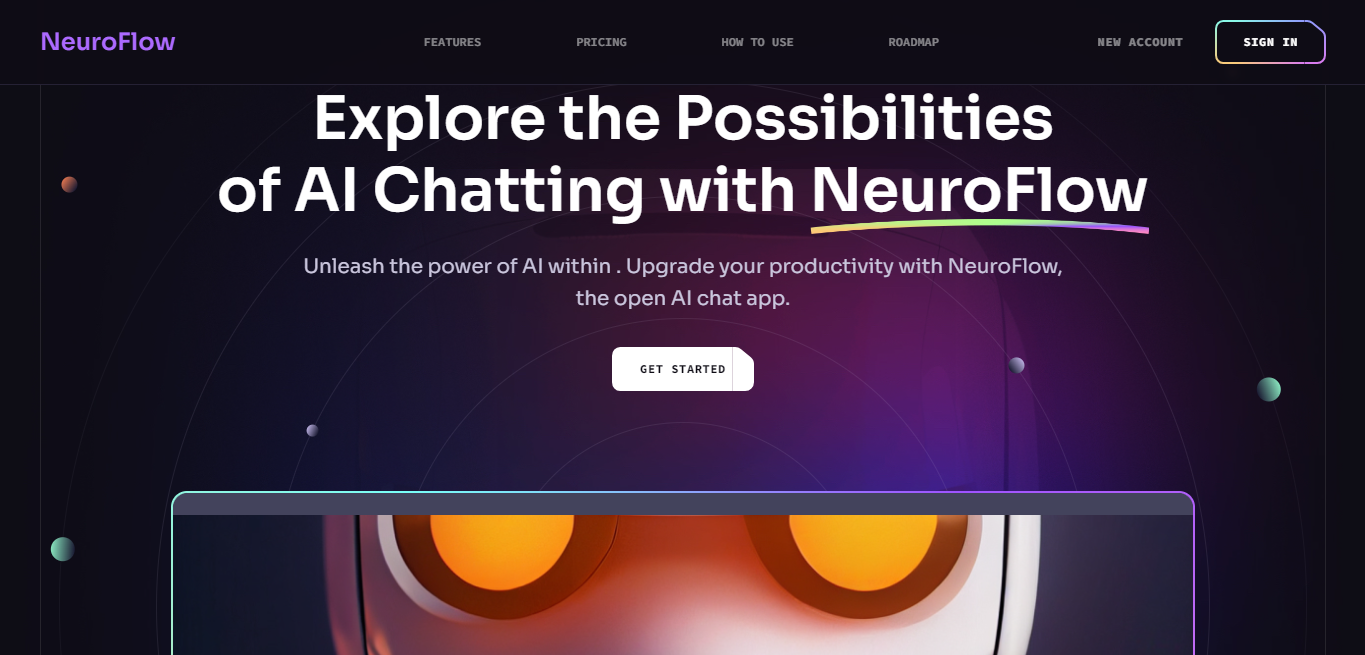 NeuroFlow
FEATURES
PRICING
HOW TO USE
ROADMAP
NEW ACCOUNT
SIGN IN
Explore the Possibilities
of AI Chatting with NeuroFlow
Unleash the power of AI within . Upgrade your productivity with NeuroFlow,
the open AI chat app.
GET STARTED